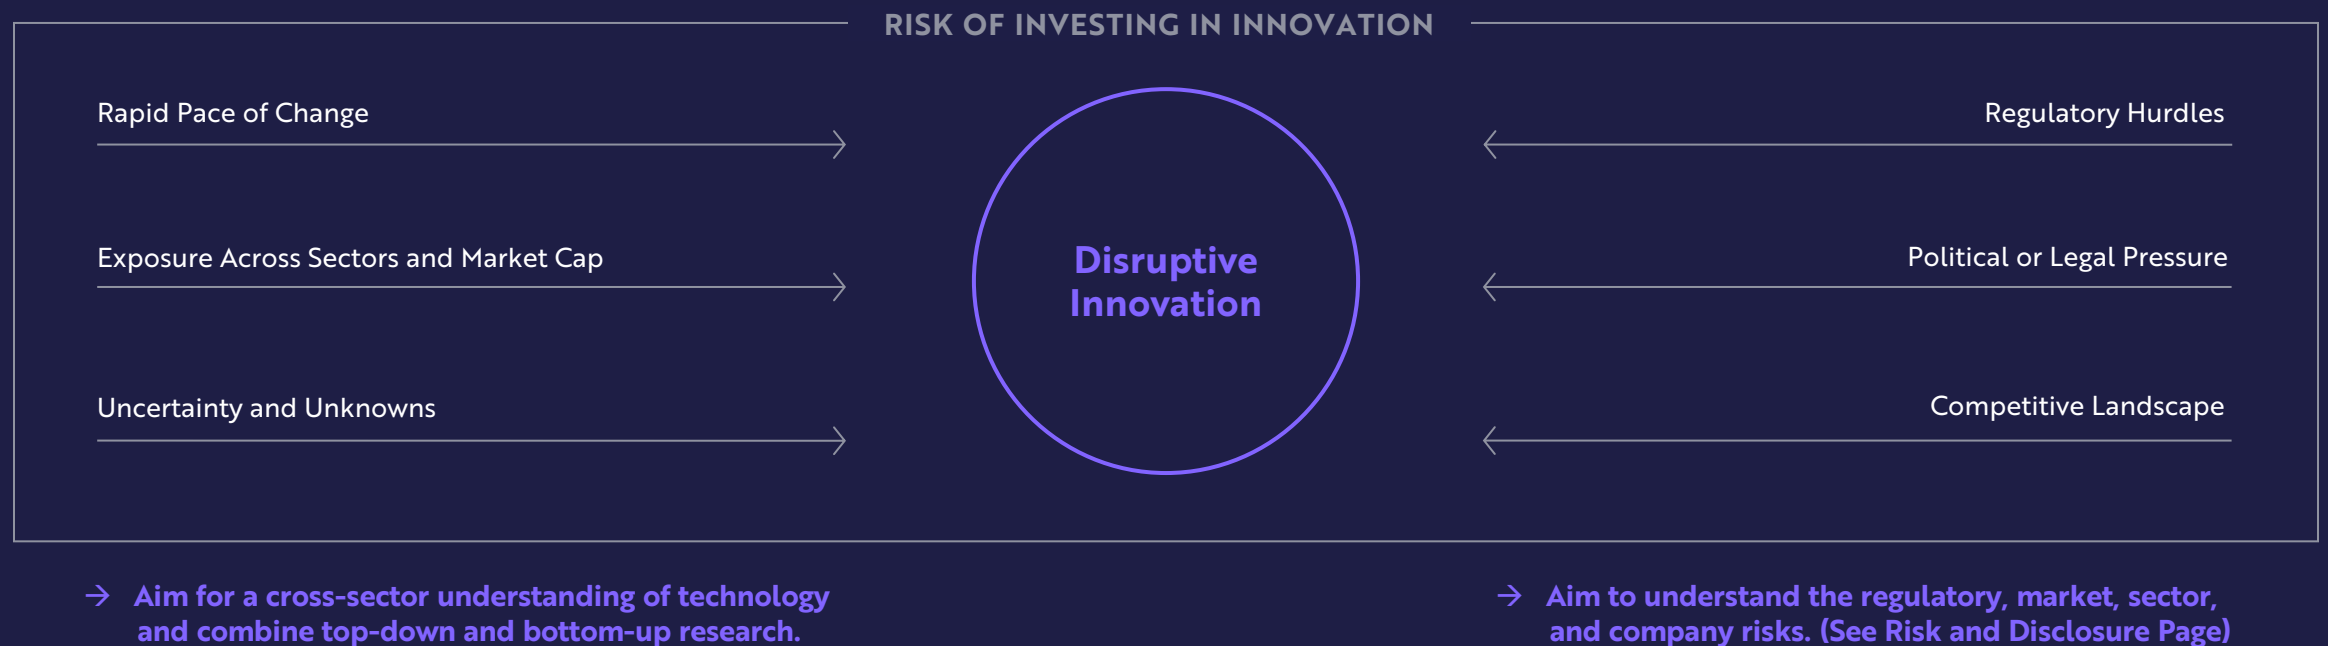 RISK OF INVESTING IN INNOVATION
Rapid Pace of Change
Exposure Across Sectors and Market Cap
Uncertainty and Unknowns
Disruptive
Innovation
Regulatory Hurdles
Political or Legal Pressure
Competitive Landscape
→ Aim for a cross-sector understanding of technology
and combine top-down and bottom-up research.
→ Aim to understand the regulatory, market, sector,
and company risks. (See Risk and Disclosure Page)